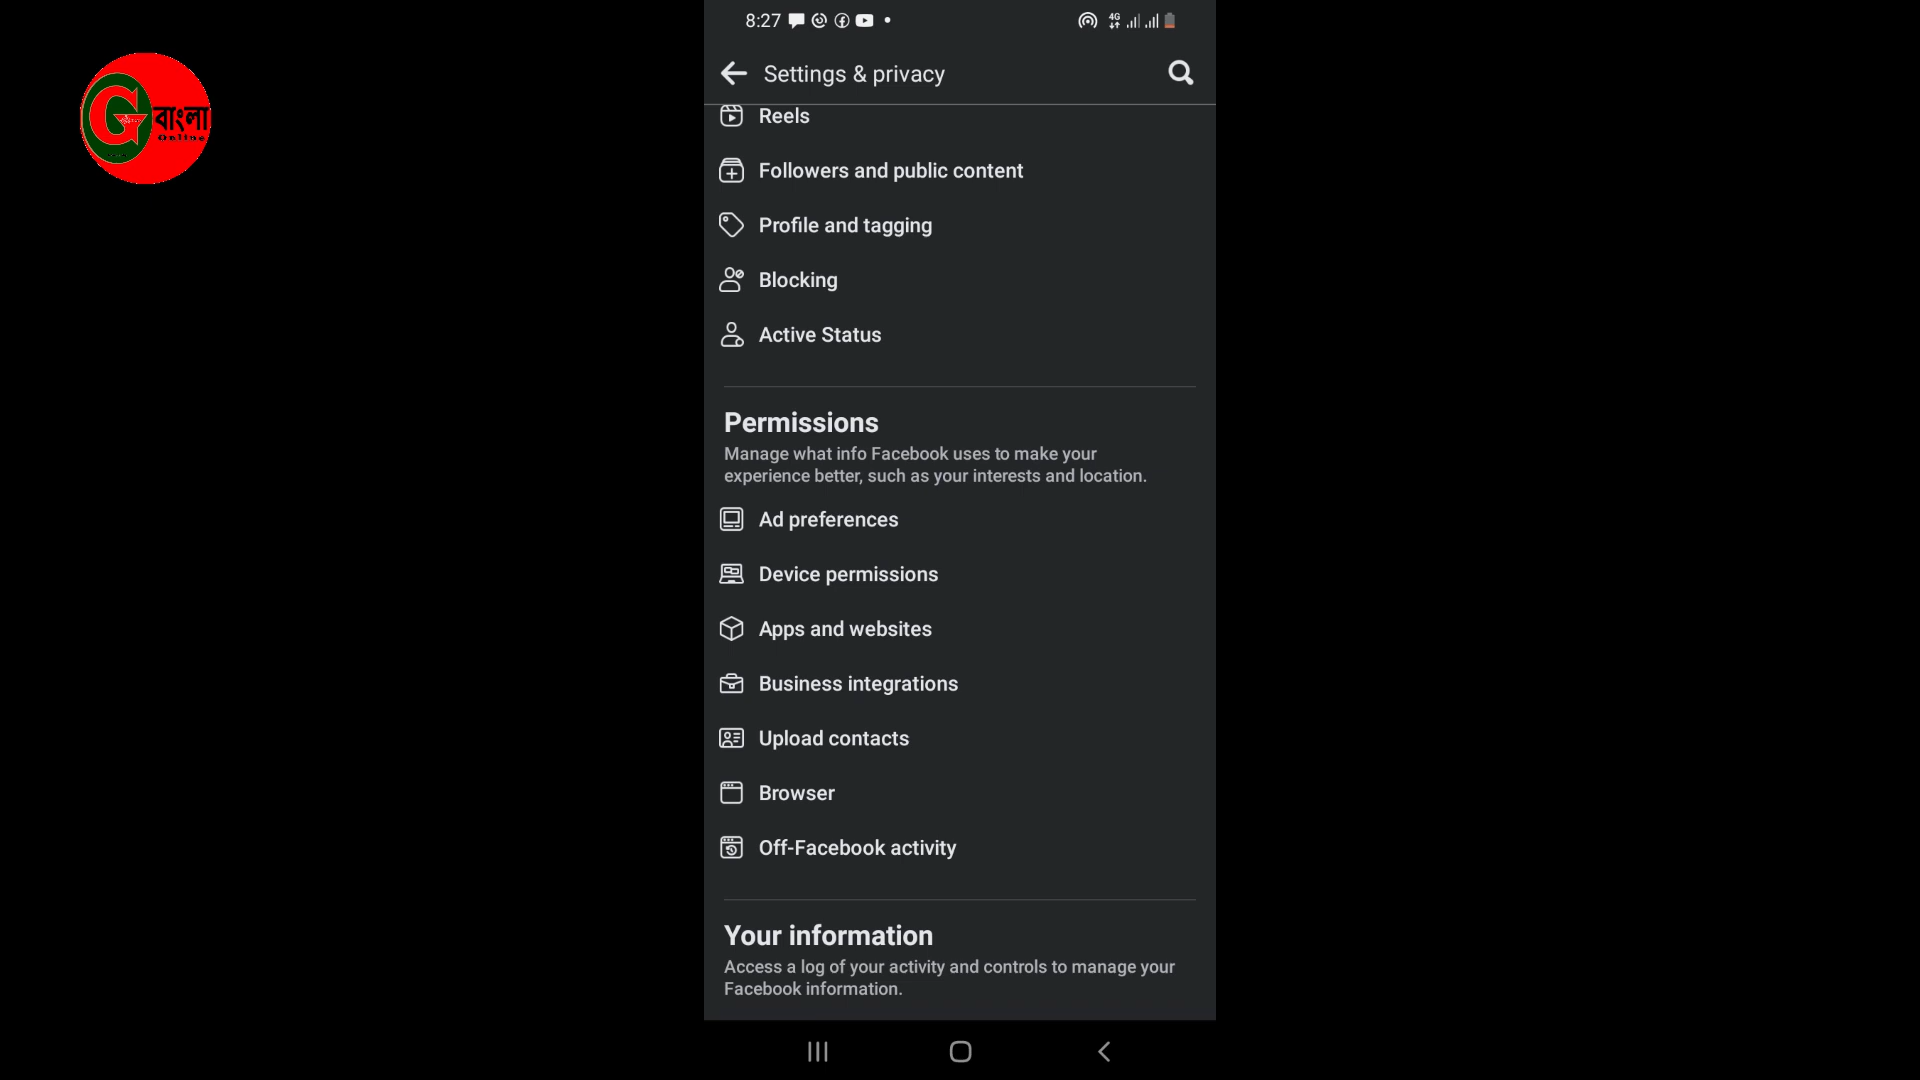 8:27
4G
Settings & privacy
বাংলা
Online
Reels
Followers and public content
Profile and tagging
Blocking
Active Status
Permissions
Manage what info Facebook uses to make your
experience better, such as your interests and location.
Ad preferences
Device permissions
Apps and websites
Business integrations
Upload contacts
Browser
Off-Facebook activity
Your information
Access a log of your activity and controls to manage your
Facebook information.